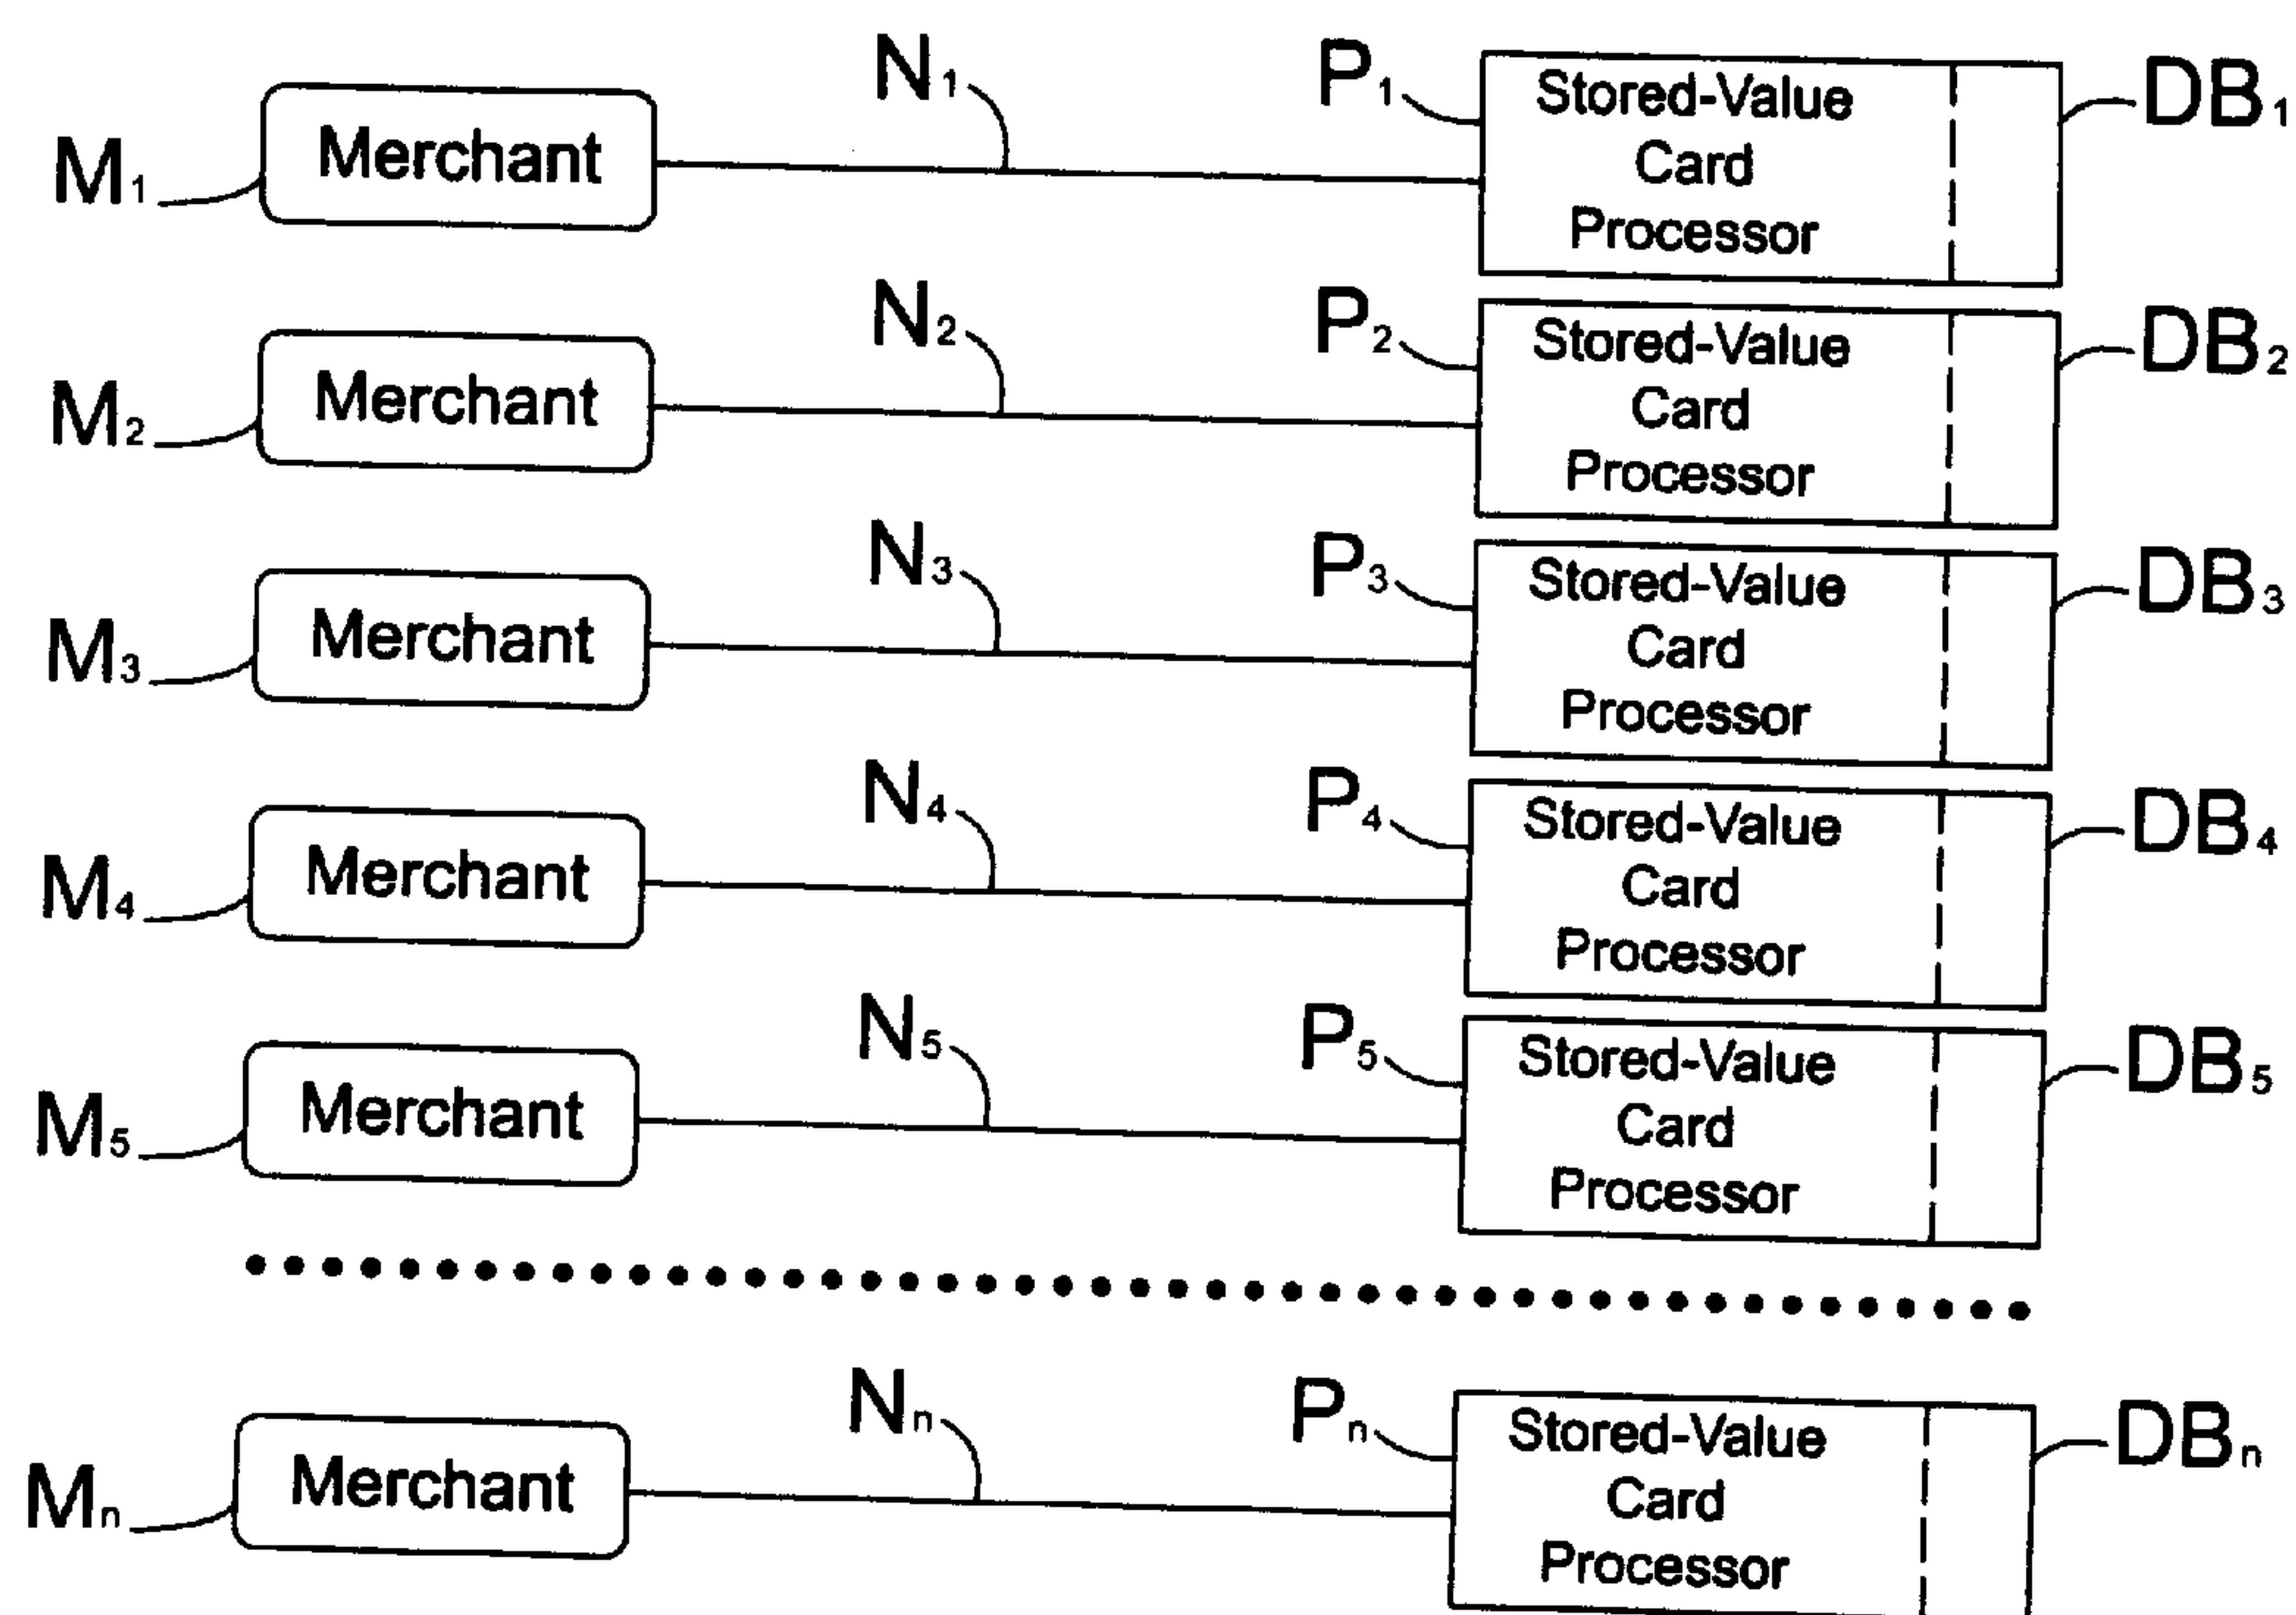 N₁ P₁ Stored-Value DB₁
M₁ Merchant Card
Processor
N₂ P₂ Stored-Value DB₂
M₂ Merchant Card
Processor
N₃ P₃ Stored-Value DB₃
M₃ Merchant Card
Processor
N₄ P₄ Stored-Value DB₄
M₄ Merchant Card
Processor
N₅ P₅ Stored-Value DB₅
M₅ Merchant Card
Processor
Nₙ Pₙ Stored-Value DBₙ
Mₙ Merchant Card
Processor